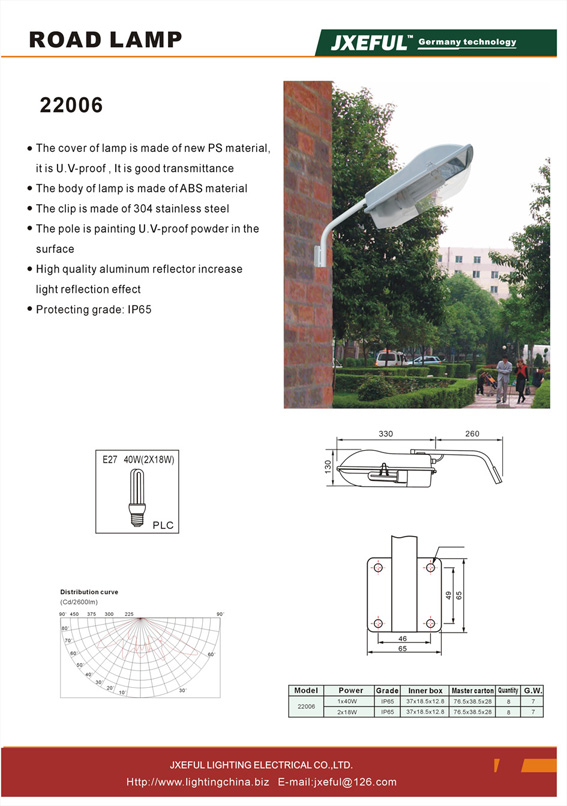 ROAD LAMP
JXEFUL™ Germany technology
22006
• The cover of lamp is made of new PS material,
it is U.V-proof , It is good transmittance
• The body of lamp is made of ABS material
• The clip is made of 304 stainless steel
• The pole is painting U.V-proof powder in the
surface
• High quality aluminum reflector increase
light reflection effect
• Protecting grade: IP65
E27 40W(2X18W)
PLC
330 260
130
49 65
46
65
Distribution curve
(Cd/2600lm)
90° 450 375 300 225 90°
80°
70°
60° 60°
50°
40°
30° 30°
20°
10°
Model Power Grade Inner box Master carton Quantity G.W.
22006 1x40W IP65 37x18.5x12.8 76.5x38.5x28 8 7
2x18W IP65 37x18.5x12.8 76.5x38.5x28 8 7
JXEFUL LIGHTING ELECTRICAL CO.,LTD.
Http://www.lightingchina.biz E-mail:jxeful@126.com